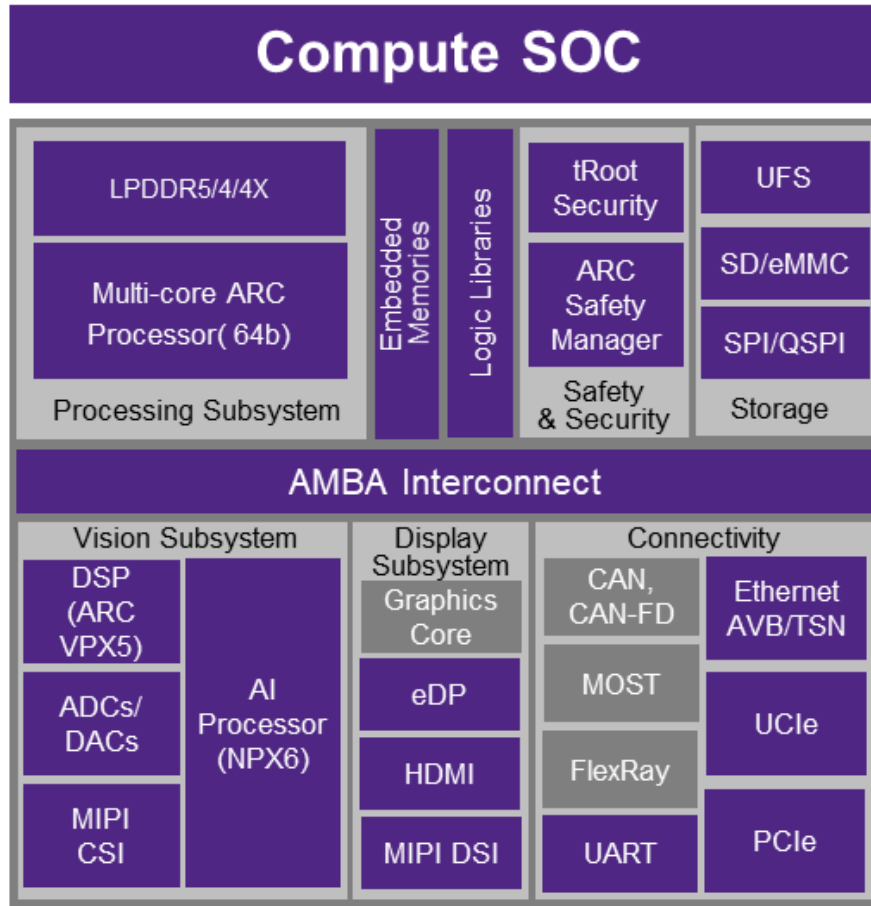 Compute SOC
LPDDR5/4/4X
Multi-core ARC
Processor( 64b)
Processing Subsystem
Embedded
Memories
Logic Libraries
tRoot
Security
ARC
Safety
Manager
Safety
& Security
UFS
SD/eMMC
SPI/QSPI
Storage
AMBA Interconnect
Vision Subsystem
DSP
(ARC
VPX5)
ADCs/
DACs
MIPI
CSI
AI
Processor
(NPX6)
Display
Subsystem
Graphics
Core
eDP
HDMI
MIPI DSI
Connectivity
CAN,
CAN-FD
MOST
FlexRay
UART
Ethernet
AVB/TSN
UCIe
PCIe